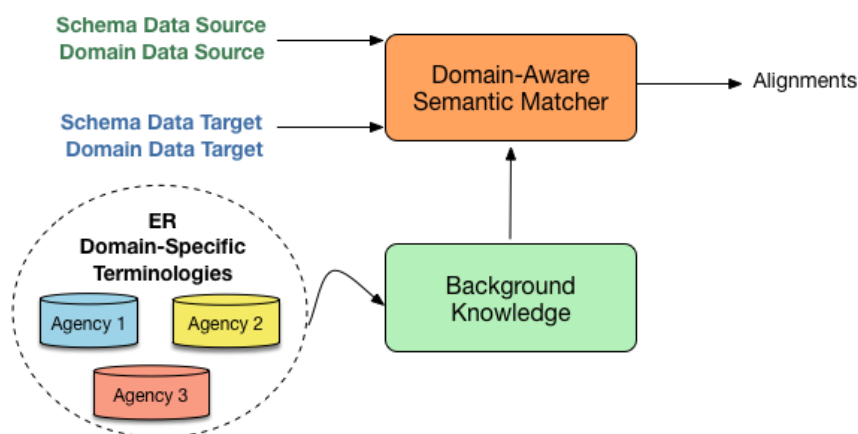 Schema Data Source
Domain Data Source
Domain-Aware
Semantic Matcher
Alignments
Schema Data Target
Domain Data Target
ER
Domain-Specific
Terminologies
Agency 1
Agency 2
Agency 3
Background
Knowledge